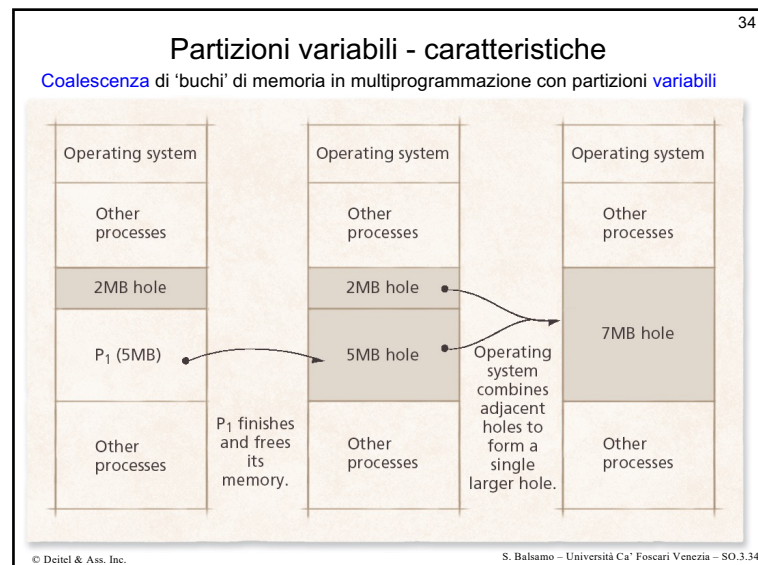 34
Partizioni variabili - caratteristiche
Coalescenza di ‘buchi’ di memoria in multiprogrammazione con partizioni variabili
Operating system
Other
processes
2MB hole
P1 (5MB)
Other
processes
P1 finishes
and frees
its
memory.
Operating system
Other
processes
2MB hole
5MB hole
Other
processes
Operating
system
combines
adjacent
holes to
form a
single
larger hole.
Operating system
Other
processes
7MB hole
Other
processes
© Deitel & Ass. Inc.
S. Balsamo – Università Ca’ Foscari Venezia – SO.3.34